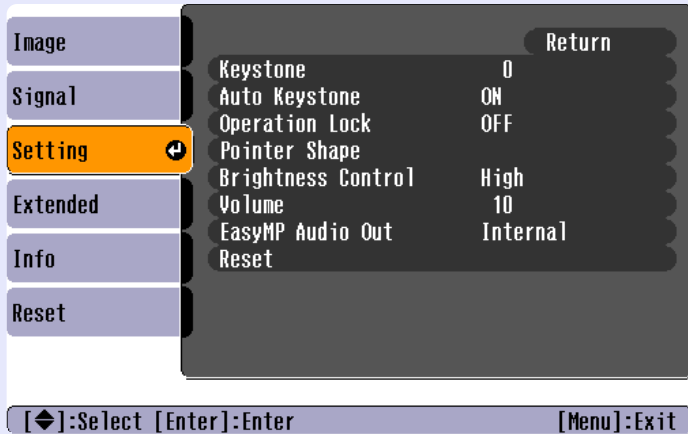 Image
Signal
Setting
Extended
Info
Reset
Return
Keystone 0
Auto Keystone ON
Operation Lock OFF
Pointer Shape
Brightness Control High
Volume 10
EasyMP Audio Out Internal
Reset
[◆]:Select [Enter]:Enter [Menu]:Exit